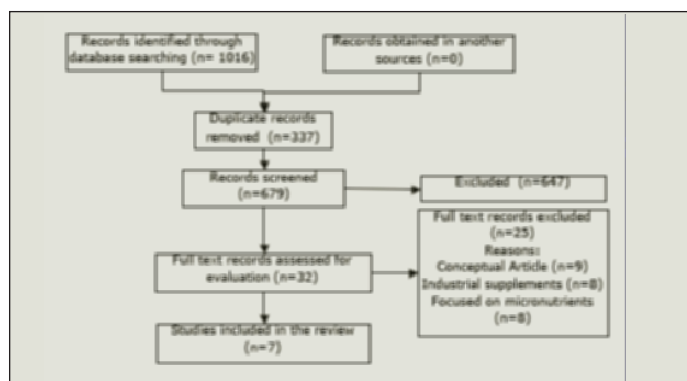 Records identified through
database searching (n= 1016)
Records obtained in another
sources (n=0)
Duplicate records
removed (n=337)
Records screened
(n=679)
Excluded (n=647)
Full text records assessed for
evaluation (n=32)
Full text records excluded
(n=25)
Reasons:
Conceptual Article (n=9)
Industrial supplements (n=8)
Focused on micronutrients
(n=8)
Studies included in the review
(n=7)